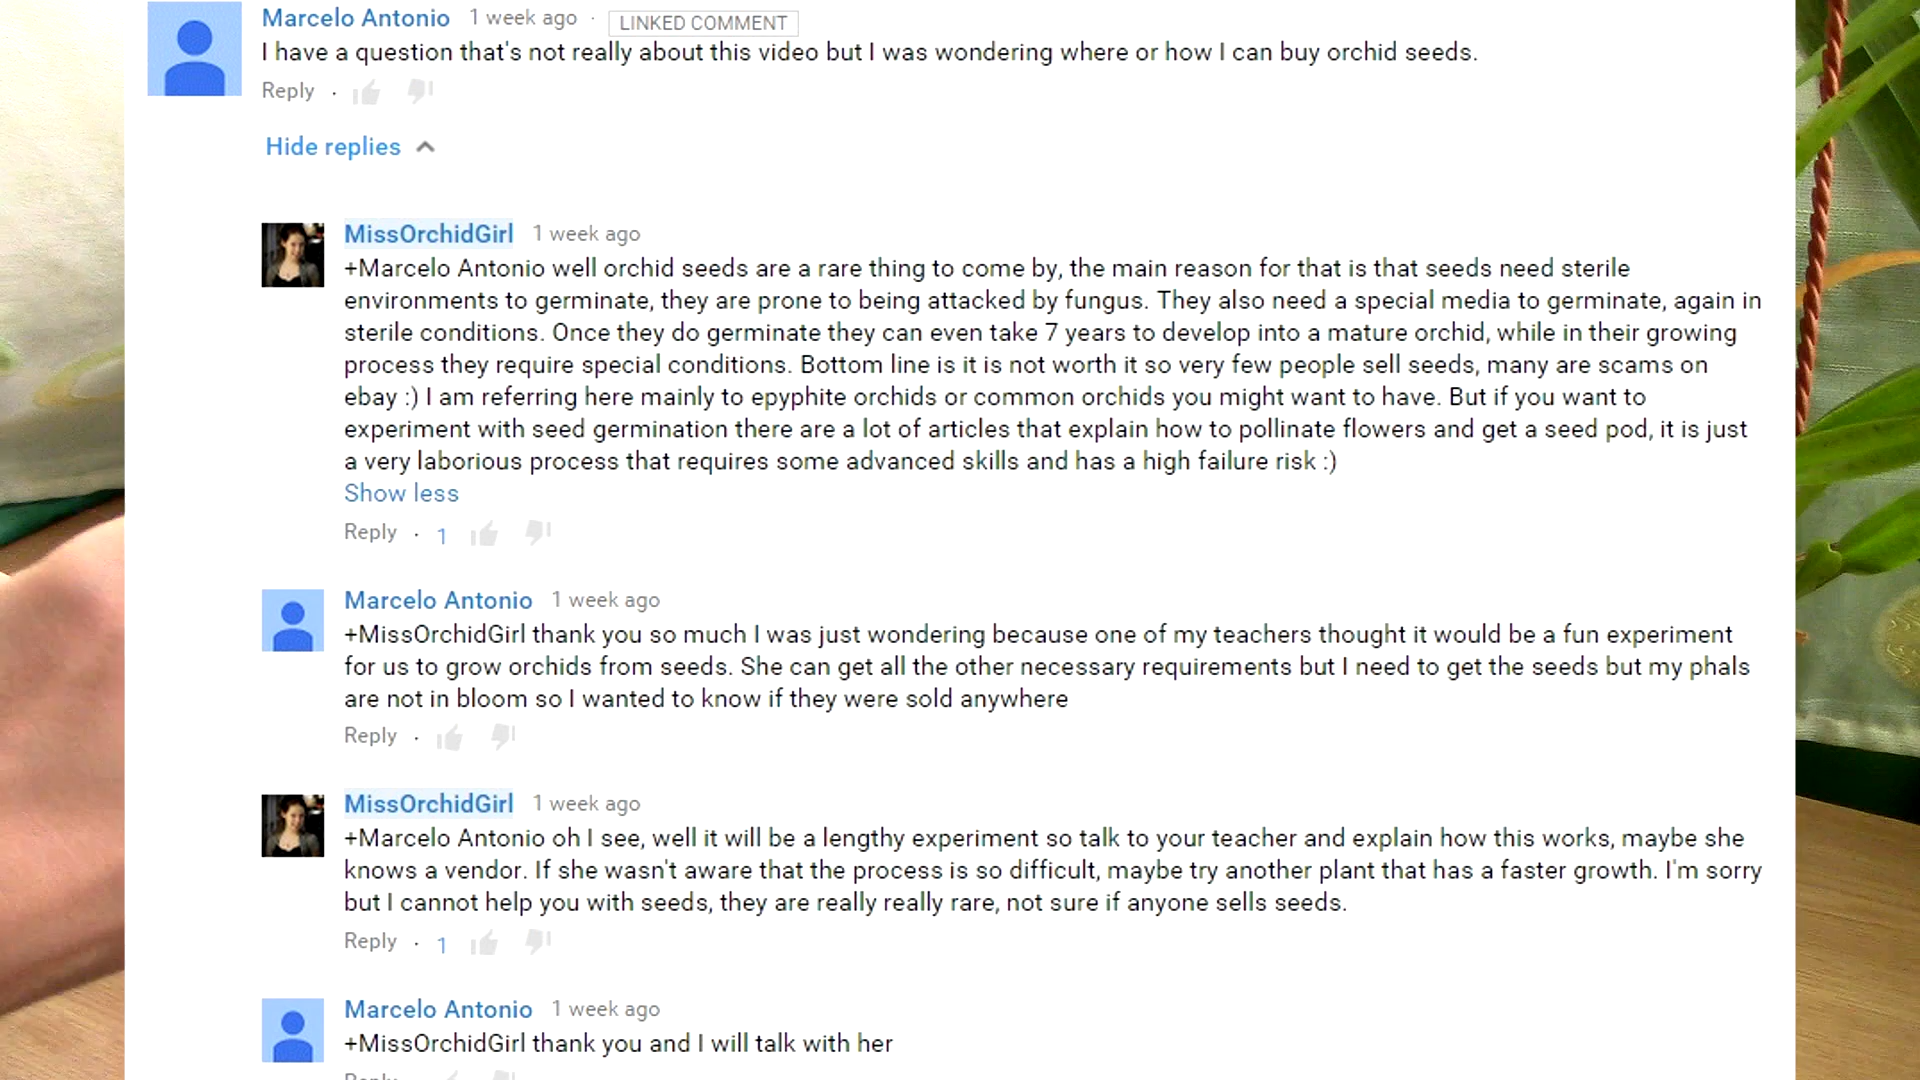 Marcelo Antonio 1 week ago · LINKED COMMENT
I have a question that's not really about this video but I was wondering where or how I can buy orchid seeds.
Reply ·
Hide replies
MissOrchidGirl 1 week ago
+Marcelo Antonio well orchid seeds are a rare thing to come by, the main reason for that is that seeds need sterile
environments to germinate, they are prone to being attacked by fungus. They also need a special media to germinate, again in
sterile conditions. Once they do germinate they can even take 7 years to develop into a mature orchid, while in their growing
process they require special conditions. Bottom line is it is not worth it so very few people sell seeds, many are scams on
ebay :) I am referring here mainly to epyphite orchids or common orchids you might want to have. But if you want to
experiment with seed germination there are a lot of articles that explain how to pollinate flowers and get a seed pod, it is just
a very laborious process that requires some advanced skills and has a high failure risk :)
Show less
Reply · 1
Marcelo Antonio 1 week ago
+MissOrchidGirl thank you so much I was just wondering because one of my teachers thought it would be a fun experiment
for us to grow orchids from seeds. She can get all the other necessary requirements but I need to get the seeds but my phals
are not in bloom so I wanted to know if they were sold anywhere
Reply ·
MissOrchidGirl 1 week ago
+Marcelo Antonio oh I see, well it will be a lengthy experiment so talk to your teacher and explain how this works, maybe she
knows a vendor. If she wasn't aware that the process is so difficult, maybe try another plant that has a faster growth. I'm sorry
but I cannot help you with seeds, they are really really rare, not sure if anyone sells seeds.
Reply · 1
Marcelo Antonio 1 week ago
+MissOrchidGirl thank you and I will talk with her
Reply